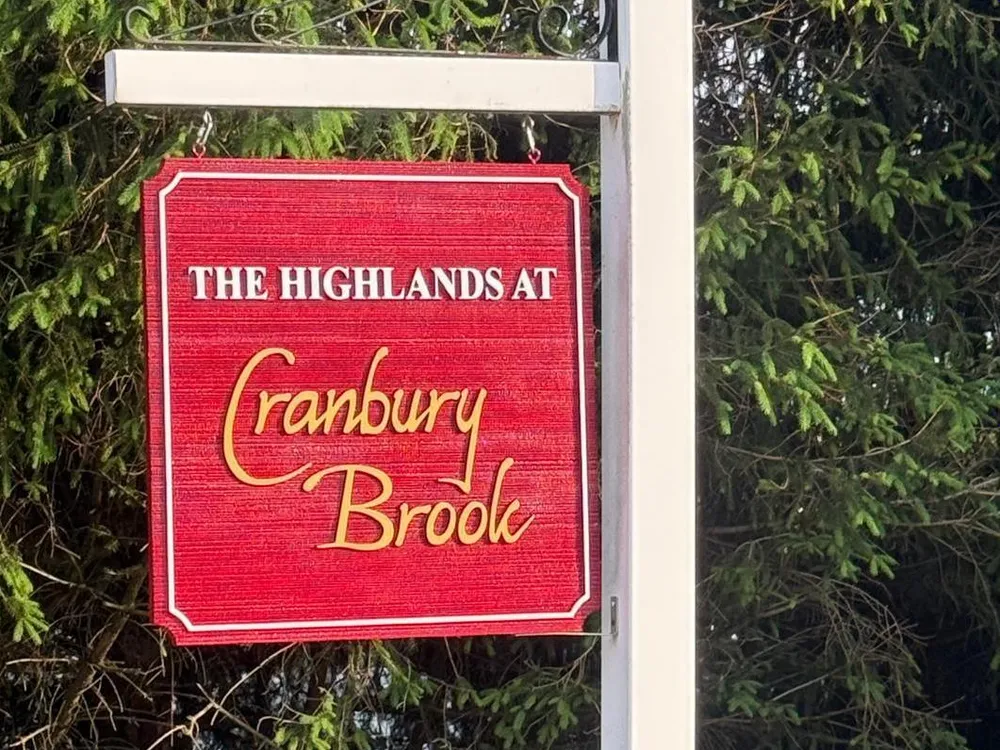 THE HIGHLANDS AT
Cranbury
Brook